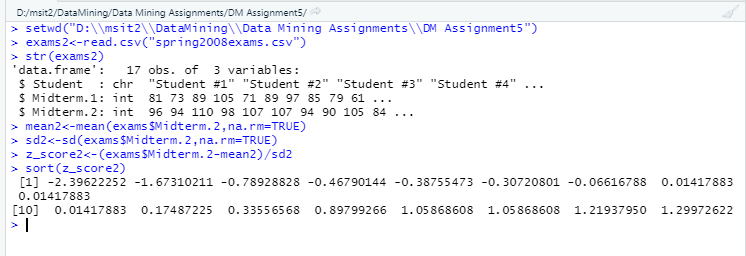 D:/msit2/DataMining/Data Mining Assignments/DM Assignment5/
> setwd("D:\\msit2\\DataMining\\Data Mining Assignments\\DM Assignment5")
> exams2<-read.csv("spring2008exams.csv")
> str(exams2)
'data.frame':   17 obs. of  3 variables:
 $ Student  : chr  "Student #1" "Student #2" "Student #3" "Student #4" ...
 $ Midterm.1: int  81 73 89 105 71 89 97 85 79 61 ...
 $ Midterm.2: int  96 94 110 98 107 107 94 90 105 84 ...
> mean2<-mean(exams$Midterm.2,na.rm=TRUE)
> sd2<-sd(exams$Midterm.2,na.rm=TRUE)
> z_score2<-(exams$Midterm.2-mean2)/sd2
> sort(z_score2)
 [1] -2.39622252 -1.67310211 -0.78928828 -0.46790144 -0.38755473 -0.30720801 -0.06616788  0.01417883
 0.01417883
[10]  0.01417883  0.17487225  0.33556568  0.89799266  1.05868608  1.05868608  1.21937950  1.29972622
>